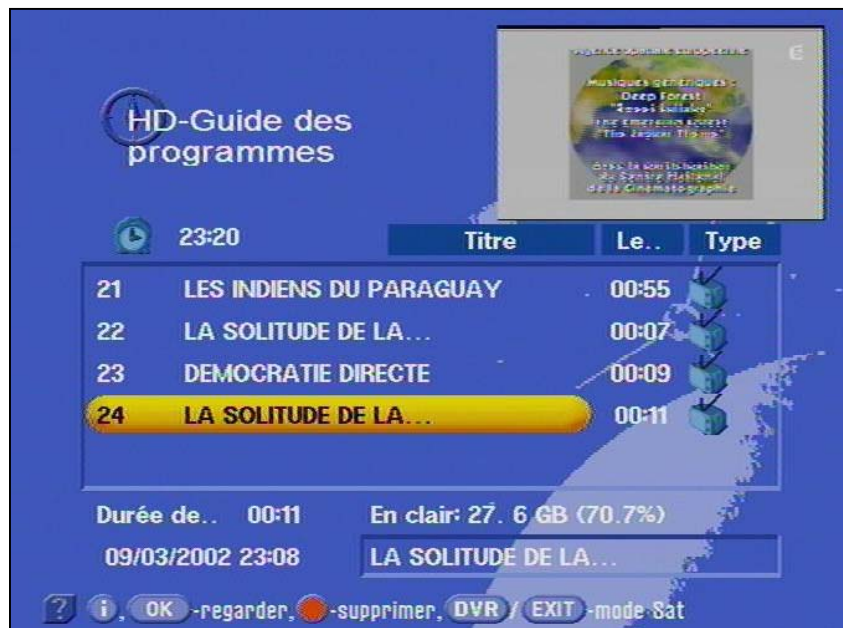 Musiques génériques :
Deep Forest
HD-Guide des
programmes
23:20
Titre Le.. Type
21 LES INDIENS DU PARAGUAY 00:55
22 LA SOLITUDE DE LA... 00:07
23 DEMOCRATIE DIRECTE 00:09
24 LA SOLITUDE DE LA... 00:11
Durée de.. 00:11 En clair: 27. 6 GB (70.7%)
09/03/2002 23:08 LA SOLITUDE DE LA...
? i, OK -regarder, -supprimer, DVR / EXIT -mode Sat